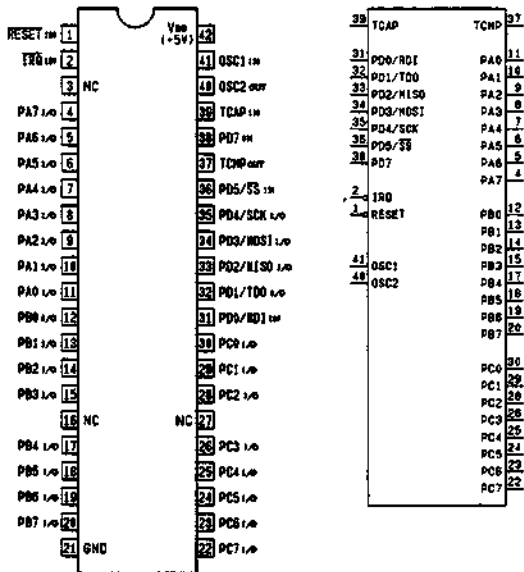 RESET IN 1
VDD (+5V) 42
IRQ IN 2
41 OSC1 IN
3 NC
40 OSC2 OUT
PA7 I/O 4
39 TCAP IN
PA6 I/O 5
38 PD7 IN
PA5 I/O 6
37 TCMP OUT
PA4 I/O 7
36 PD5/SS IN
PA3 I/O 8
35 PD4/SCK I/O
PA2 I/O 9
34 PD3/MOSI I/O
PA1 I/O 10
33 PD2/MISO I/O
PA0 I/O 11
32 PD1/TDO I/O
PB0 I/O 12
31 PD0/RDI IN
PB1 I/O 13
30 PC0 I/O
PB2 I/O 14
29 PC1 I/O
PB3 I/O 15
28 PC2 I/O
16 NC
NC 27
PB4 I/O 17
26 PC3 I/O
PB5 I/O 18
25 PC4 I/O
PB6 I/O 19
24 PC5 I/O
PB7 I/O 20
23 PC6 I/O
21 GND
22 PC7 I/O
39 TCAP
TCMP 37
31 PD0/RDI
32 PD1/TDO
33 PD2/MISO
34 PD3/MOSI
35 PD4/SCK
36 PD5/SS
38 PD7
2 IRQ
1 RESET
41 OSC1
40 OSC2
PA0 11
PA1 10
PA2 9
PA3 8
PA4 7
PA5 6
PA6 5
PA7 4
PB0 12
PB1 13
PB2 14
PB3 15
PB4 17
PB5 18
PB6 19
PB7 20
PC0 30
PC1 29
PC2 28
PC3 26
PC4 25
PC5 24
PC6 23
PC7 22